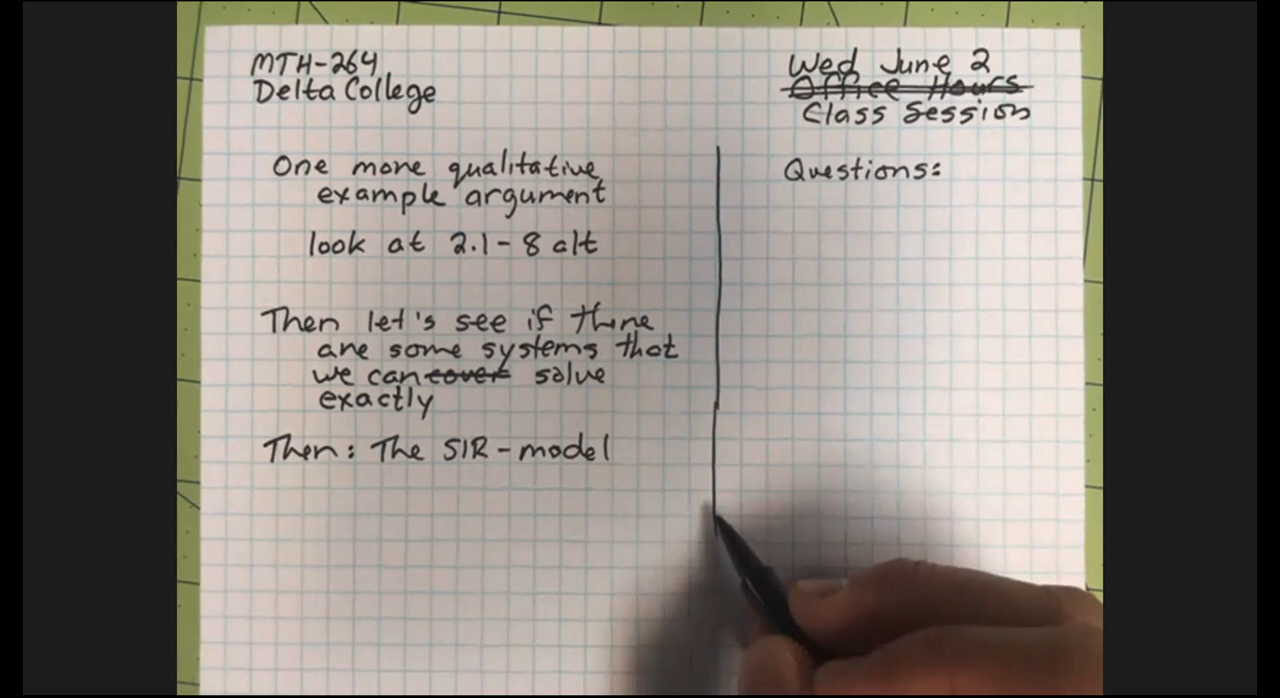 MTH-264
Delta College
Wed June 2
Office Hours
Class Session
One more qualitative
example argument
look at 2.1-8 alt
Then let's see if there
are some systems that
we can cover solve
exactly
Then: The SIR-model
Questions: